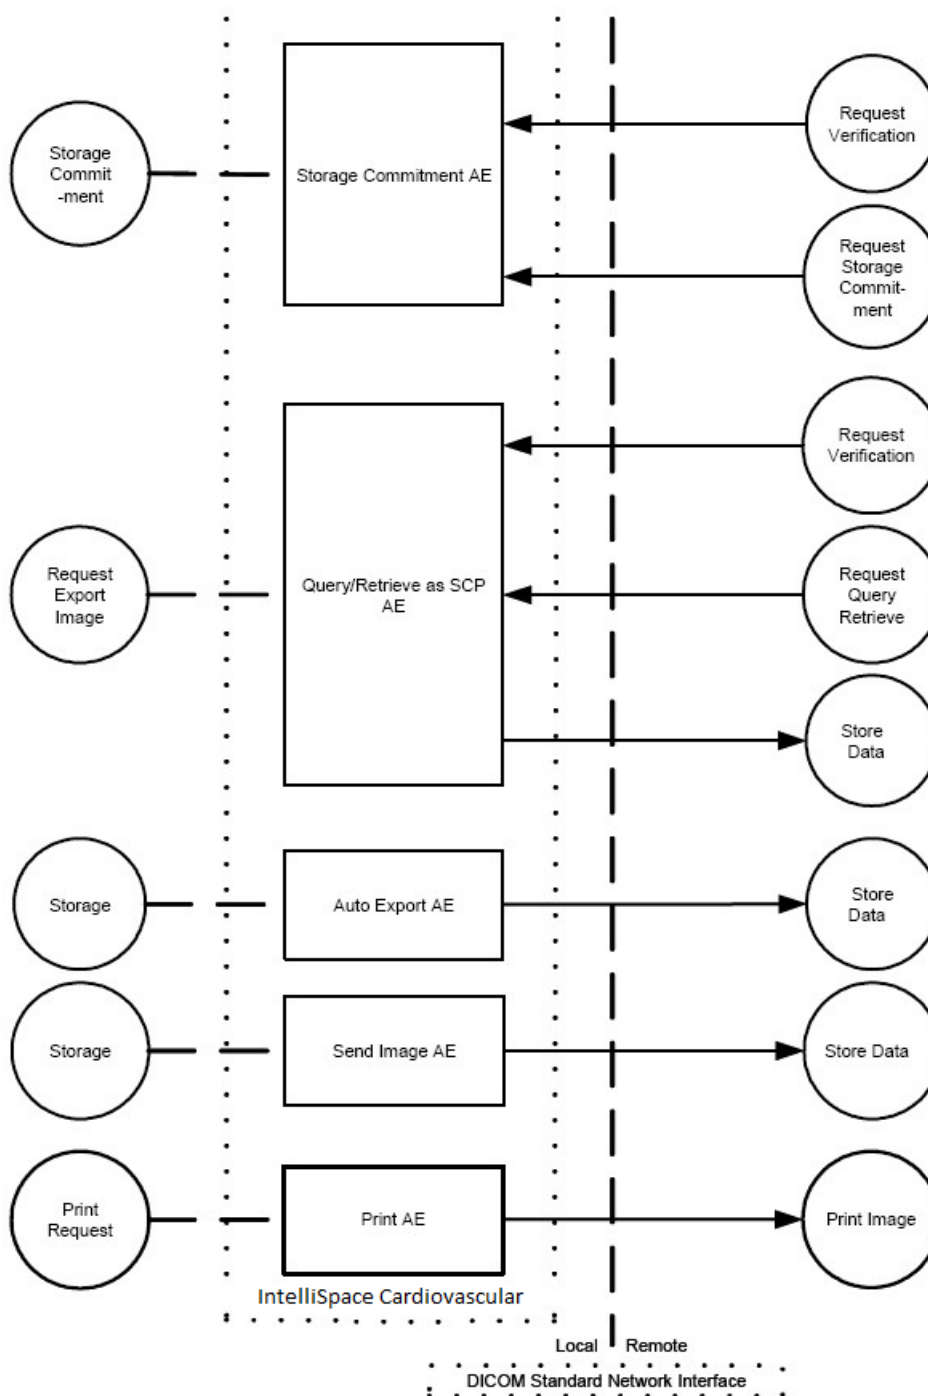 Request
Verification
Storage
Commit
-ment
Storage Commitment AE
Request
Storage
Commit-
ment
Request
Verification
Request
Export
Image
Query/Retrieve as SCP
AE
Request
Query
Retrieve
Store
Data
Storage
Auto Export AE
Store
Data
Storage
Send Image AE
Store Data
Print
Request
Print AE
Print Image
IntelliSpace Cardiovascular
Local
Remote
DICOM Standard Network Interface